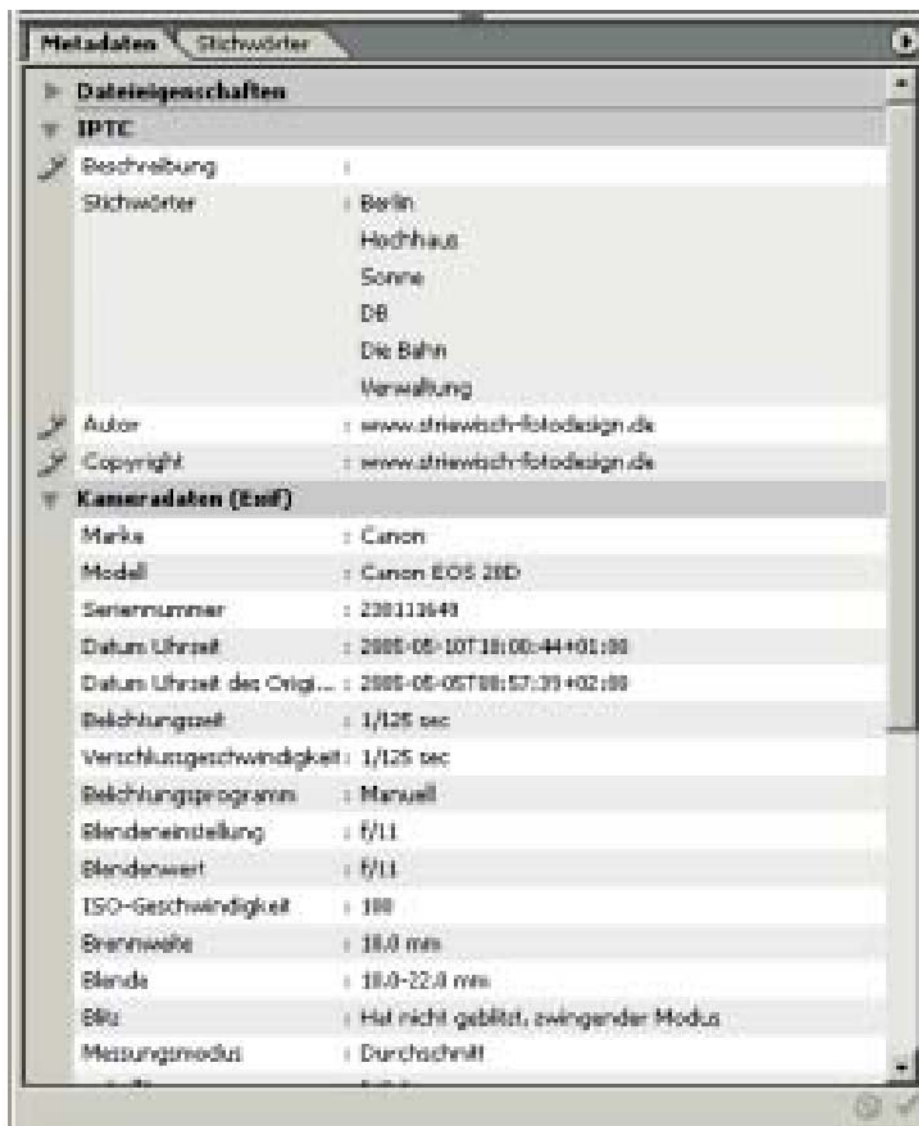 Metadaten Stichwörter
Dateieigenschaften
IPTC
Beschreibung :
Stichwörter : Berlin
Hochhaus
Sonne
DB
Die Bahn
Verwaltung
Autor : www.striewisch-fotodesign.de
Copyright : www.striewisch-fotodesign.de
Kameradaten (Exif)
Marke : Canon
Modell : Canon EOS 20D
Seriennummer :
Datum Uhrzeit :
Datum Uhrzeit des Origi... :
Belichtungszeit : 1/125 sec
Verschlussgeschwindigkeit : 1/125 sec
Belichtungsprogramm : Manuell
Blendeneinstellung : f/11
Blendenwert : f/11
ISO-Geschwindigkeit : 100
Brennweite : 10.0 mm
Blende : 10.0-22.0 mm
Blitz : Hat nicht geblitzt, zwingender Modus
Messungsmodus : Durchschnitt